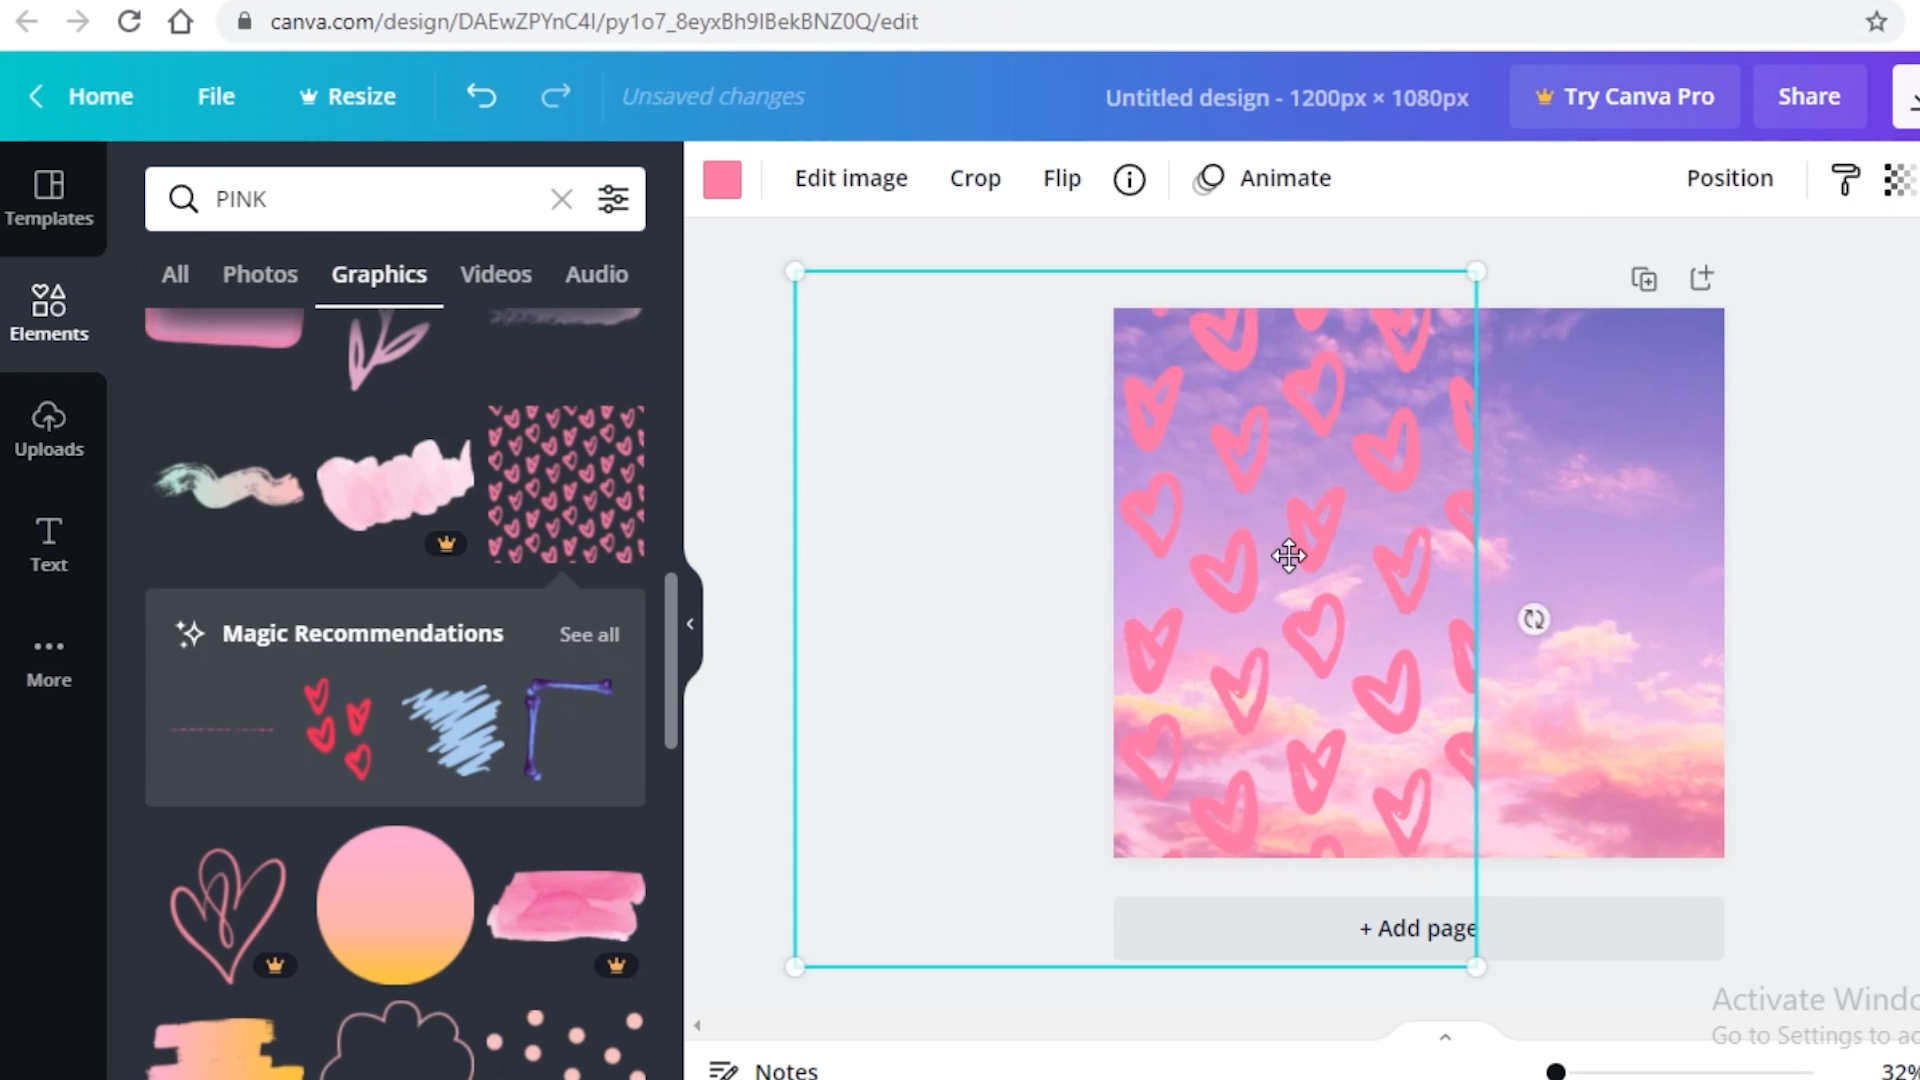 canva.com/design/DAEwZPYnC4I/py1o7_8eyxBh9IBekBNZ0Q/edit
Home
File
Resize
Unsaved changes
Untitled design - 1200px × 1080px
Try Canva Pro
Share
Templates
Elements
Uploads
Text
More
PINK
All
Photos
Graphics
Videos
Audio
Magic Recommendations
See all
Edit image
Crop
Flip
Animate
Position
+ Add page
Activate Windo
Go to Settings to ac
Notes
32%